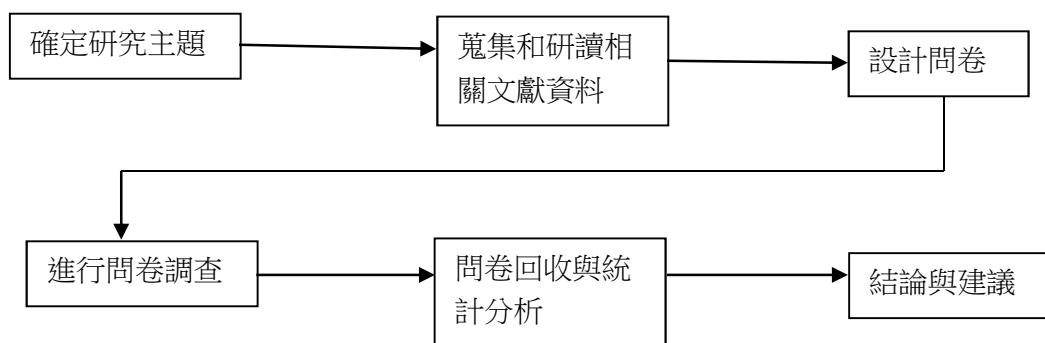 確定研究主題
蒐集和研讀相
關文獻資料
設計問卷
進行問卷調查
問卷回收與統
計分析
結論與建議